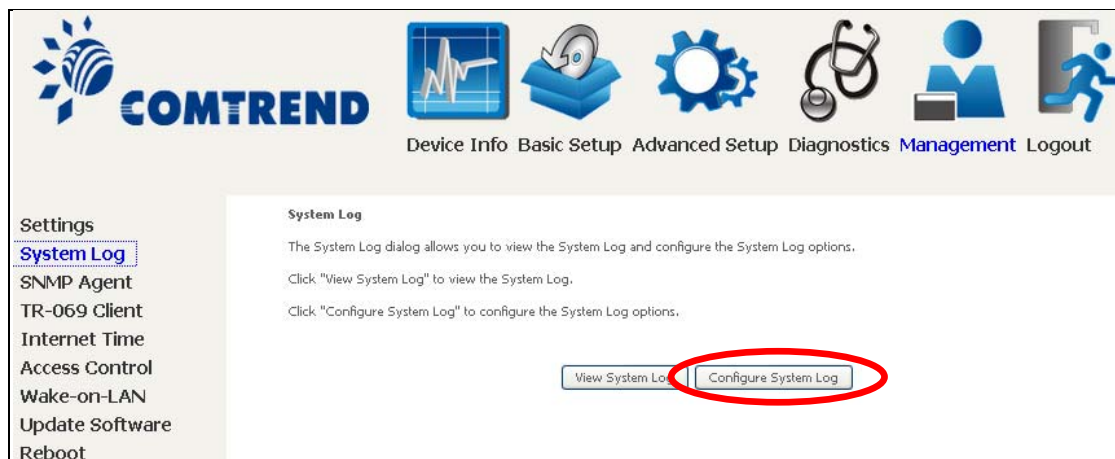 COMTREND
Device Info Basic Setup Advanced Setup Diagnostics Management Logout
Settings
System Log
SNMP Agent
TR-069 Client
Internet Time
Access Control
Wake-on-LAN
Update Software
Reboot
System Log
The System Log dialog allows you to view the System Log and configure the System Log options.
Click "View System Log" to view the System Log.
Click "Configure System Log" to configure the System Log options.
View System Log Configure System Log